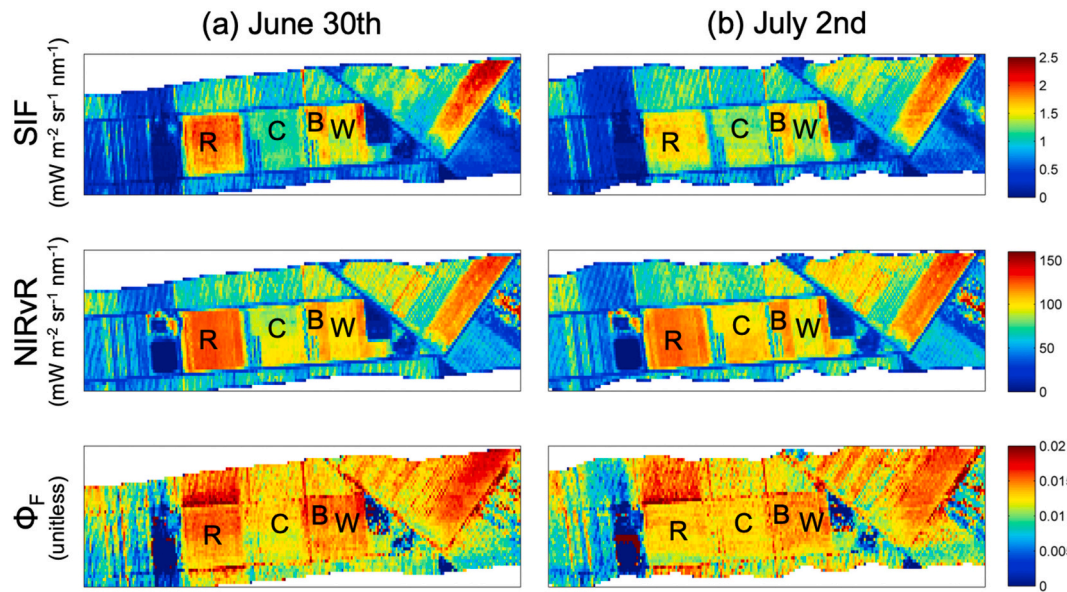 (a) June 30th
(b) July 2nd
SIF
(mW m⁻² sr⁻¹ nm⁻¹)
R
C
B
W
R
C
B
W
2.5
2
1.5
1
0.5
0
NIRvR
(mW m⁻² sr⁻¹ nm⁻¹)
R
C
B
W
R
C
B
W
150
100
50
0
Φ_F
(unitless)
R
C
B
W
R
C
B
W
0.02
0.015
0.01
0.005
0